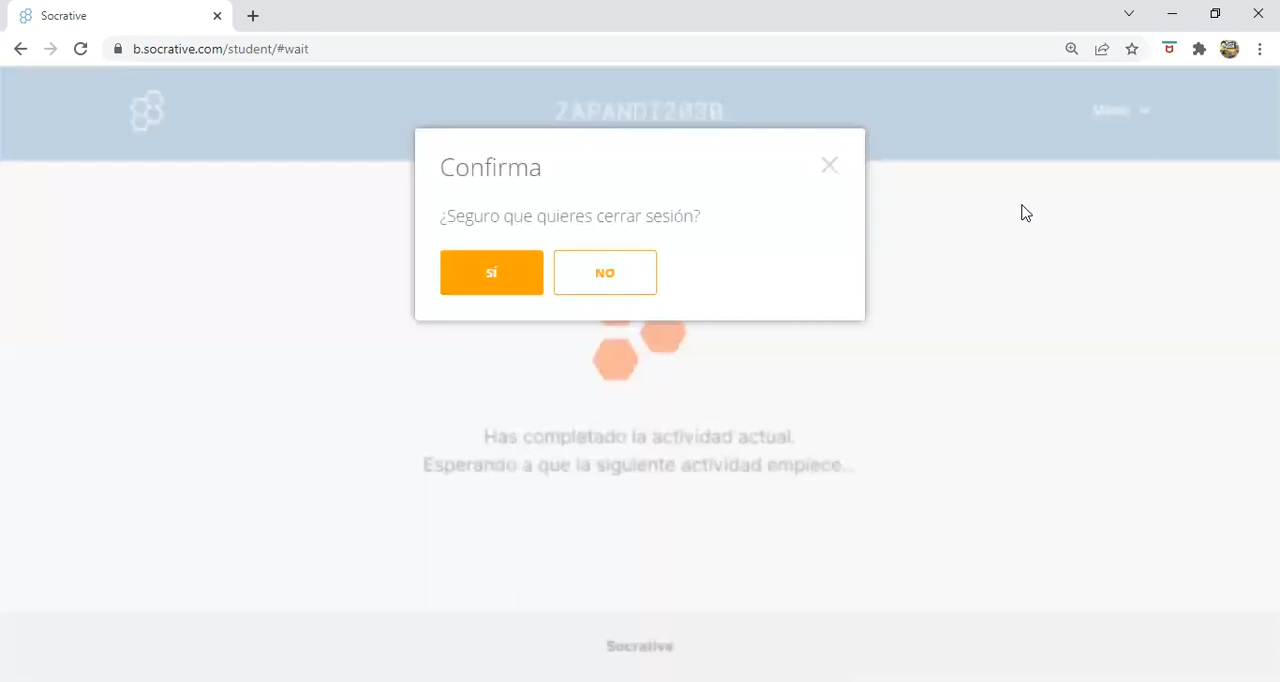 Socrative
b.socrative.com/student/#wait
ZAPANDI2030
Menú
Confirma
¿Seguro que quieres cerrar sesión?
SÍ
NO
Has completado la actividad actual.
Esperando a que la siguiente actividad empiece...
Socrative